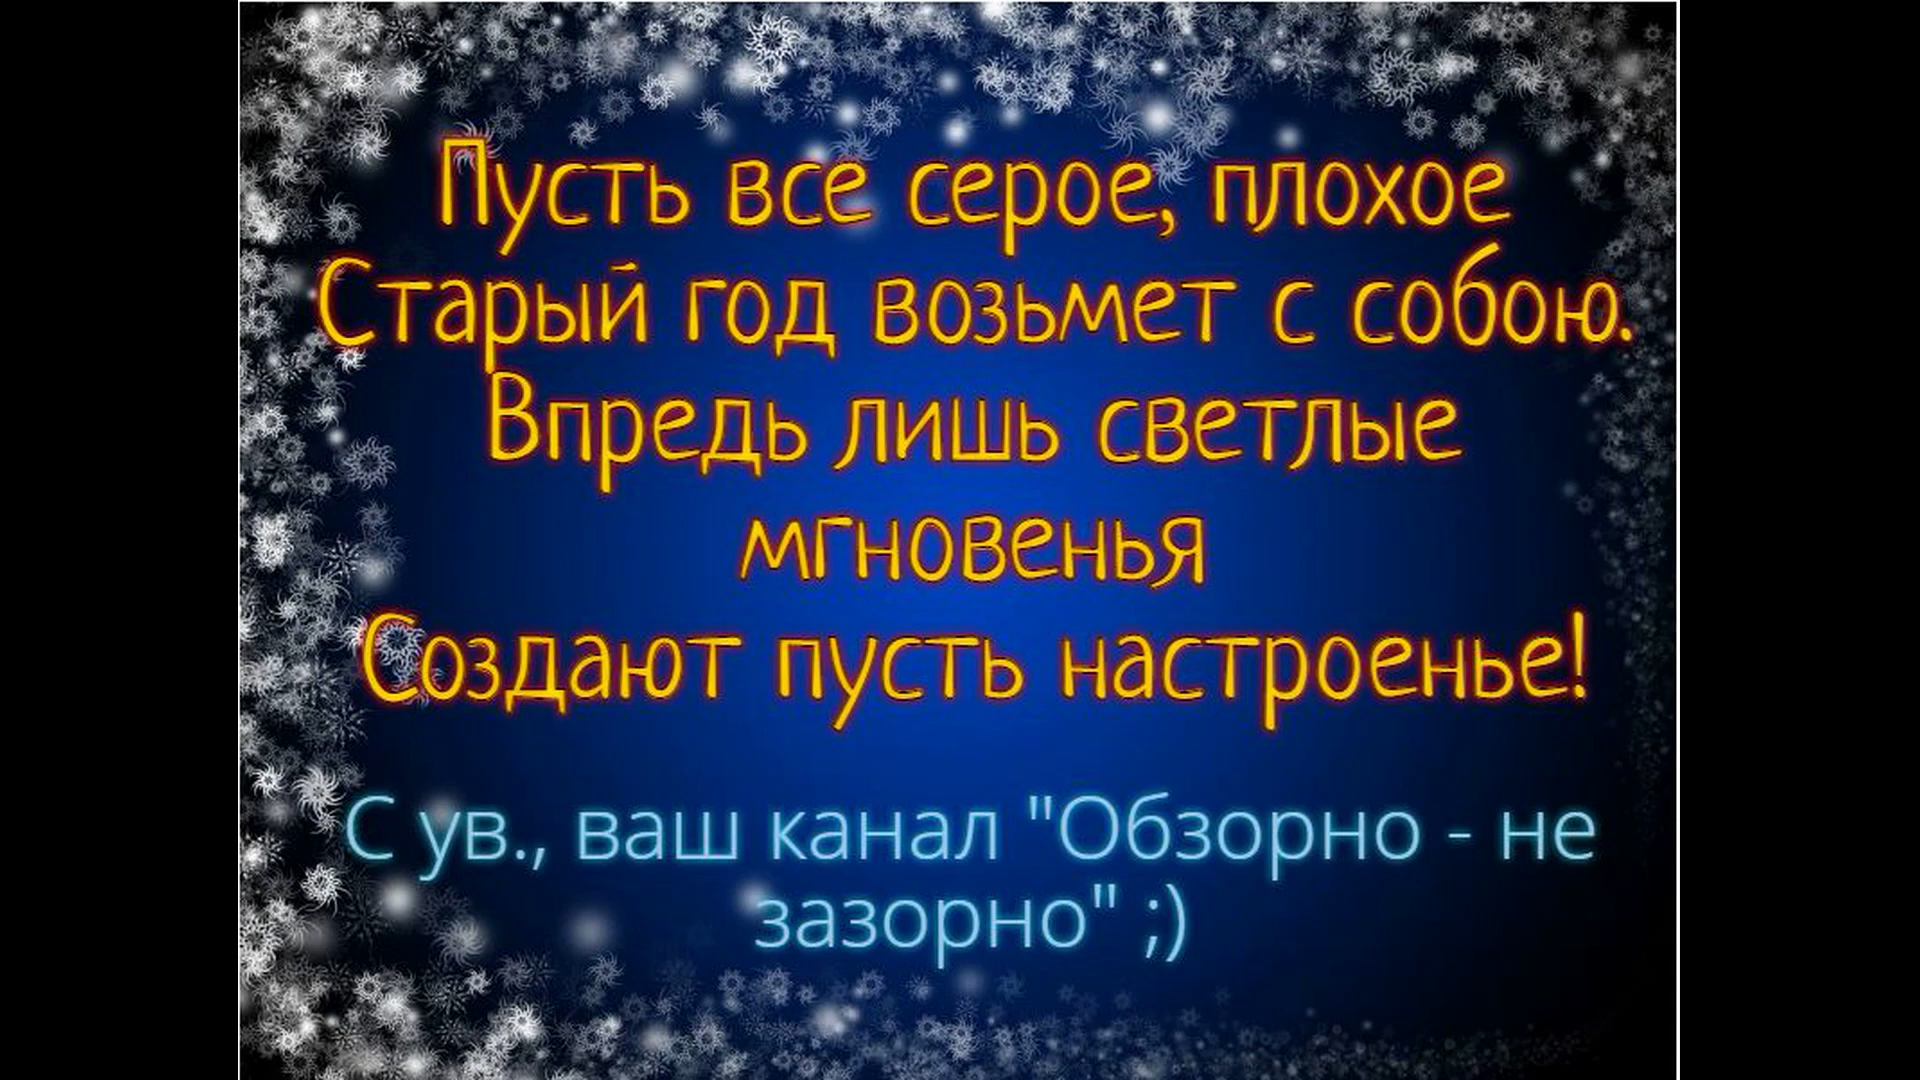 Пусть все серое, плохое
Старый год возьмет с собою.
Впредь лишь светлые
мгновенья
Создают пусть настроенье!
С ув., ваш канал "Обзорно - не
зазорно" ;)